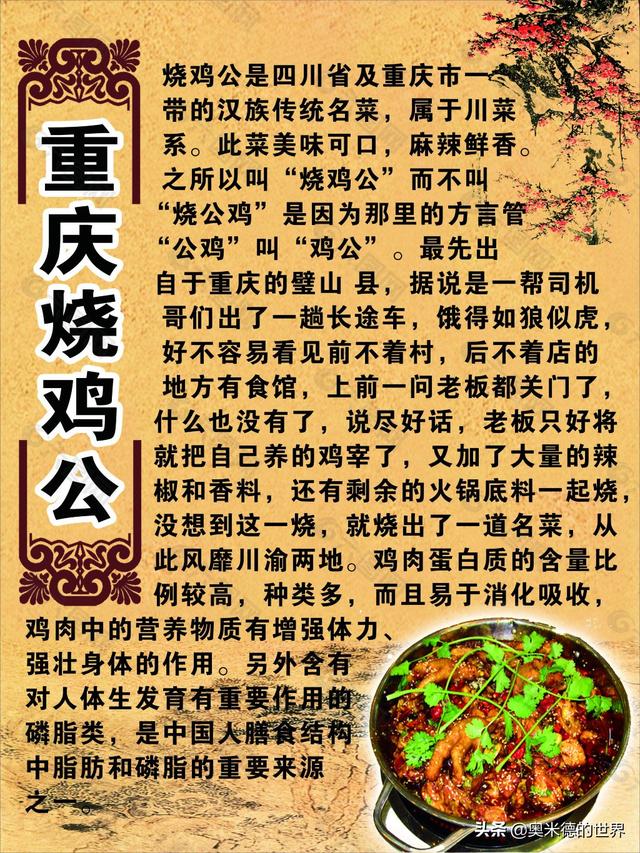 重庆烧鸡公
烧鸡公是四川省及重庆市一
带的汉族传统名菜，属于川菜
系。此菜美味可口，麻辣鲜香。
之所以叫“烧鸡公”而不叫
“烧公鸡”是因为那里的方言管
“公鸡”叫“鸡公”。最先出
自于重庆的璧山 县，据说是一帮司机
哥们出了一趟长途车，饿得如狼似虎，
好不容易看见前不着村，后不着店的
地方有食馆，上前一问老板都关门了，
什么也没有了，说尽好话，老板只好将
就把自己养的鸡宰了，又加了大量的辣
椒和香料，还有剩余的火锅底料一起烧，
没想到这一烧，就烧出了一道名菜，从
此风靡川渝两地。鸡肉蛋白质的含量比
例较高，种类多，而且易于消化吸收，
鸡肉中的营养物质有增强体力、
强壮身体的作用。另外含有
对人体生发育有重要作用的
磷脂类，是中国人膳食结构
中脂肪和磷脂的重要来源
之一。
头条 @奥米德的世界